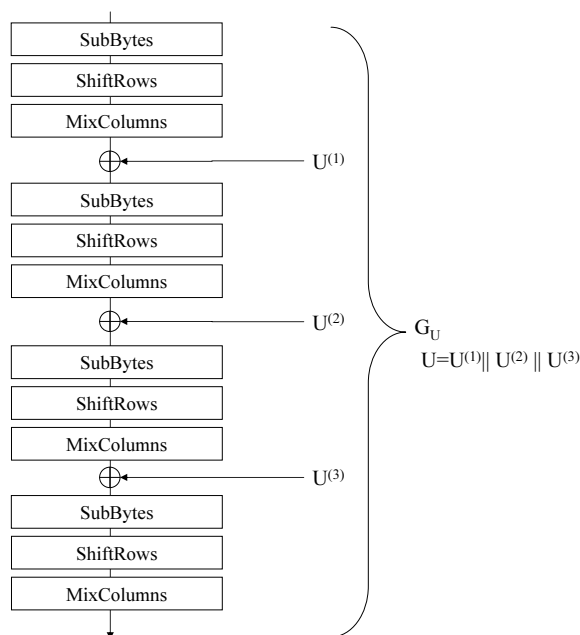 SubBytes
ShiftRows
MixColumns
U⁽¹⁾
SubBytes
ShiftRows
MixColumns
U⁽²⁾
G_U
U=U⁽¹⁾|| U⁽²⁾ || U⁽³⁾
SubBytes
ShiftRows
MixColumns
U⁽³⁾
SubBytes
ShiftRows
MixColumns